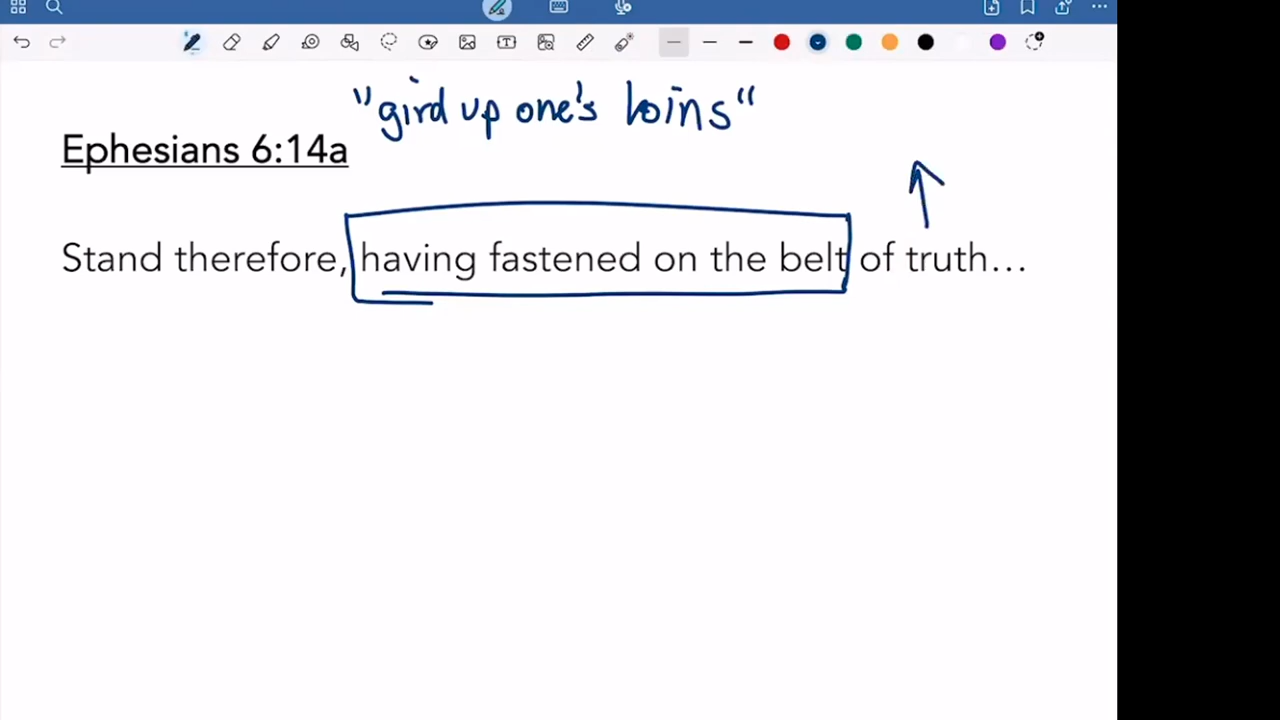 "gird up one's loins"
Ephesians 6:14a
Stand therefore, having fastened on the belt of truth…